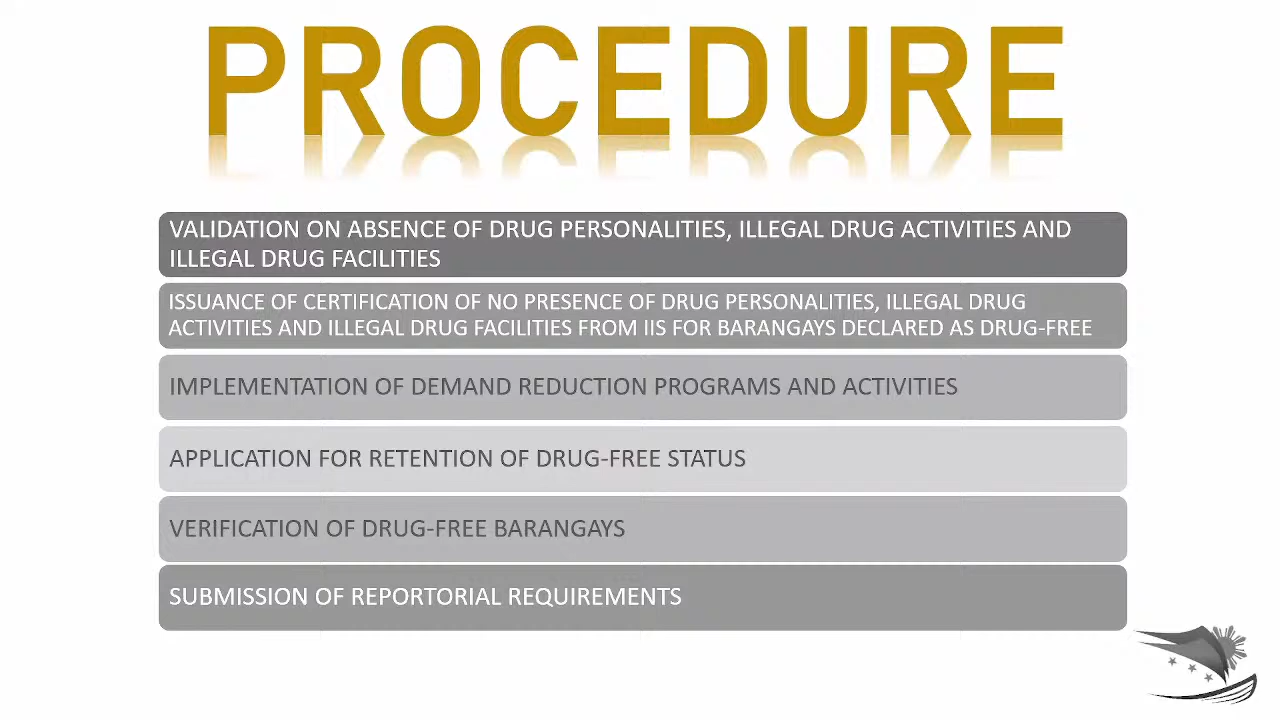 PROCEDURE
VALIDATION ON ABSENCE OF DRUG PERSONALITIES, ILLEGAL DRUG ACTIVITIES AND
ILLEGAL DRUG FACILITIES
ISSUANCE OF CERTIFICATION OF NO PRESENCE OF DRUG PERSONALITIES, ILLEGAL DRUG
ACTIVITIES AND ILLEGAL DRUG FACILITIES FROM IIS FOR BARANGAYS DECLARED AS DRUG-FREE
IMPLEMENTATION OF DEMAND REDUCTION PROGRAMS AND ACTIVITIES
APPLICATION FOR RETENTION OF DRUG-FREE STATUS
VERIFICATION OF DRUG-FREE BARANGAYS
SUBMISSION OF REPORTORIAL REQUIREMENTS